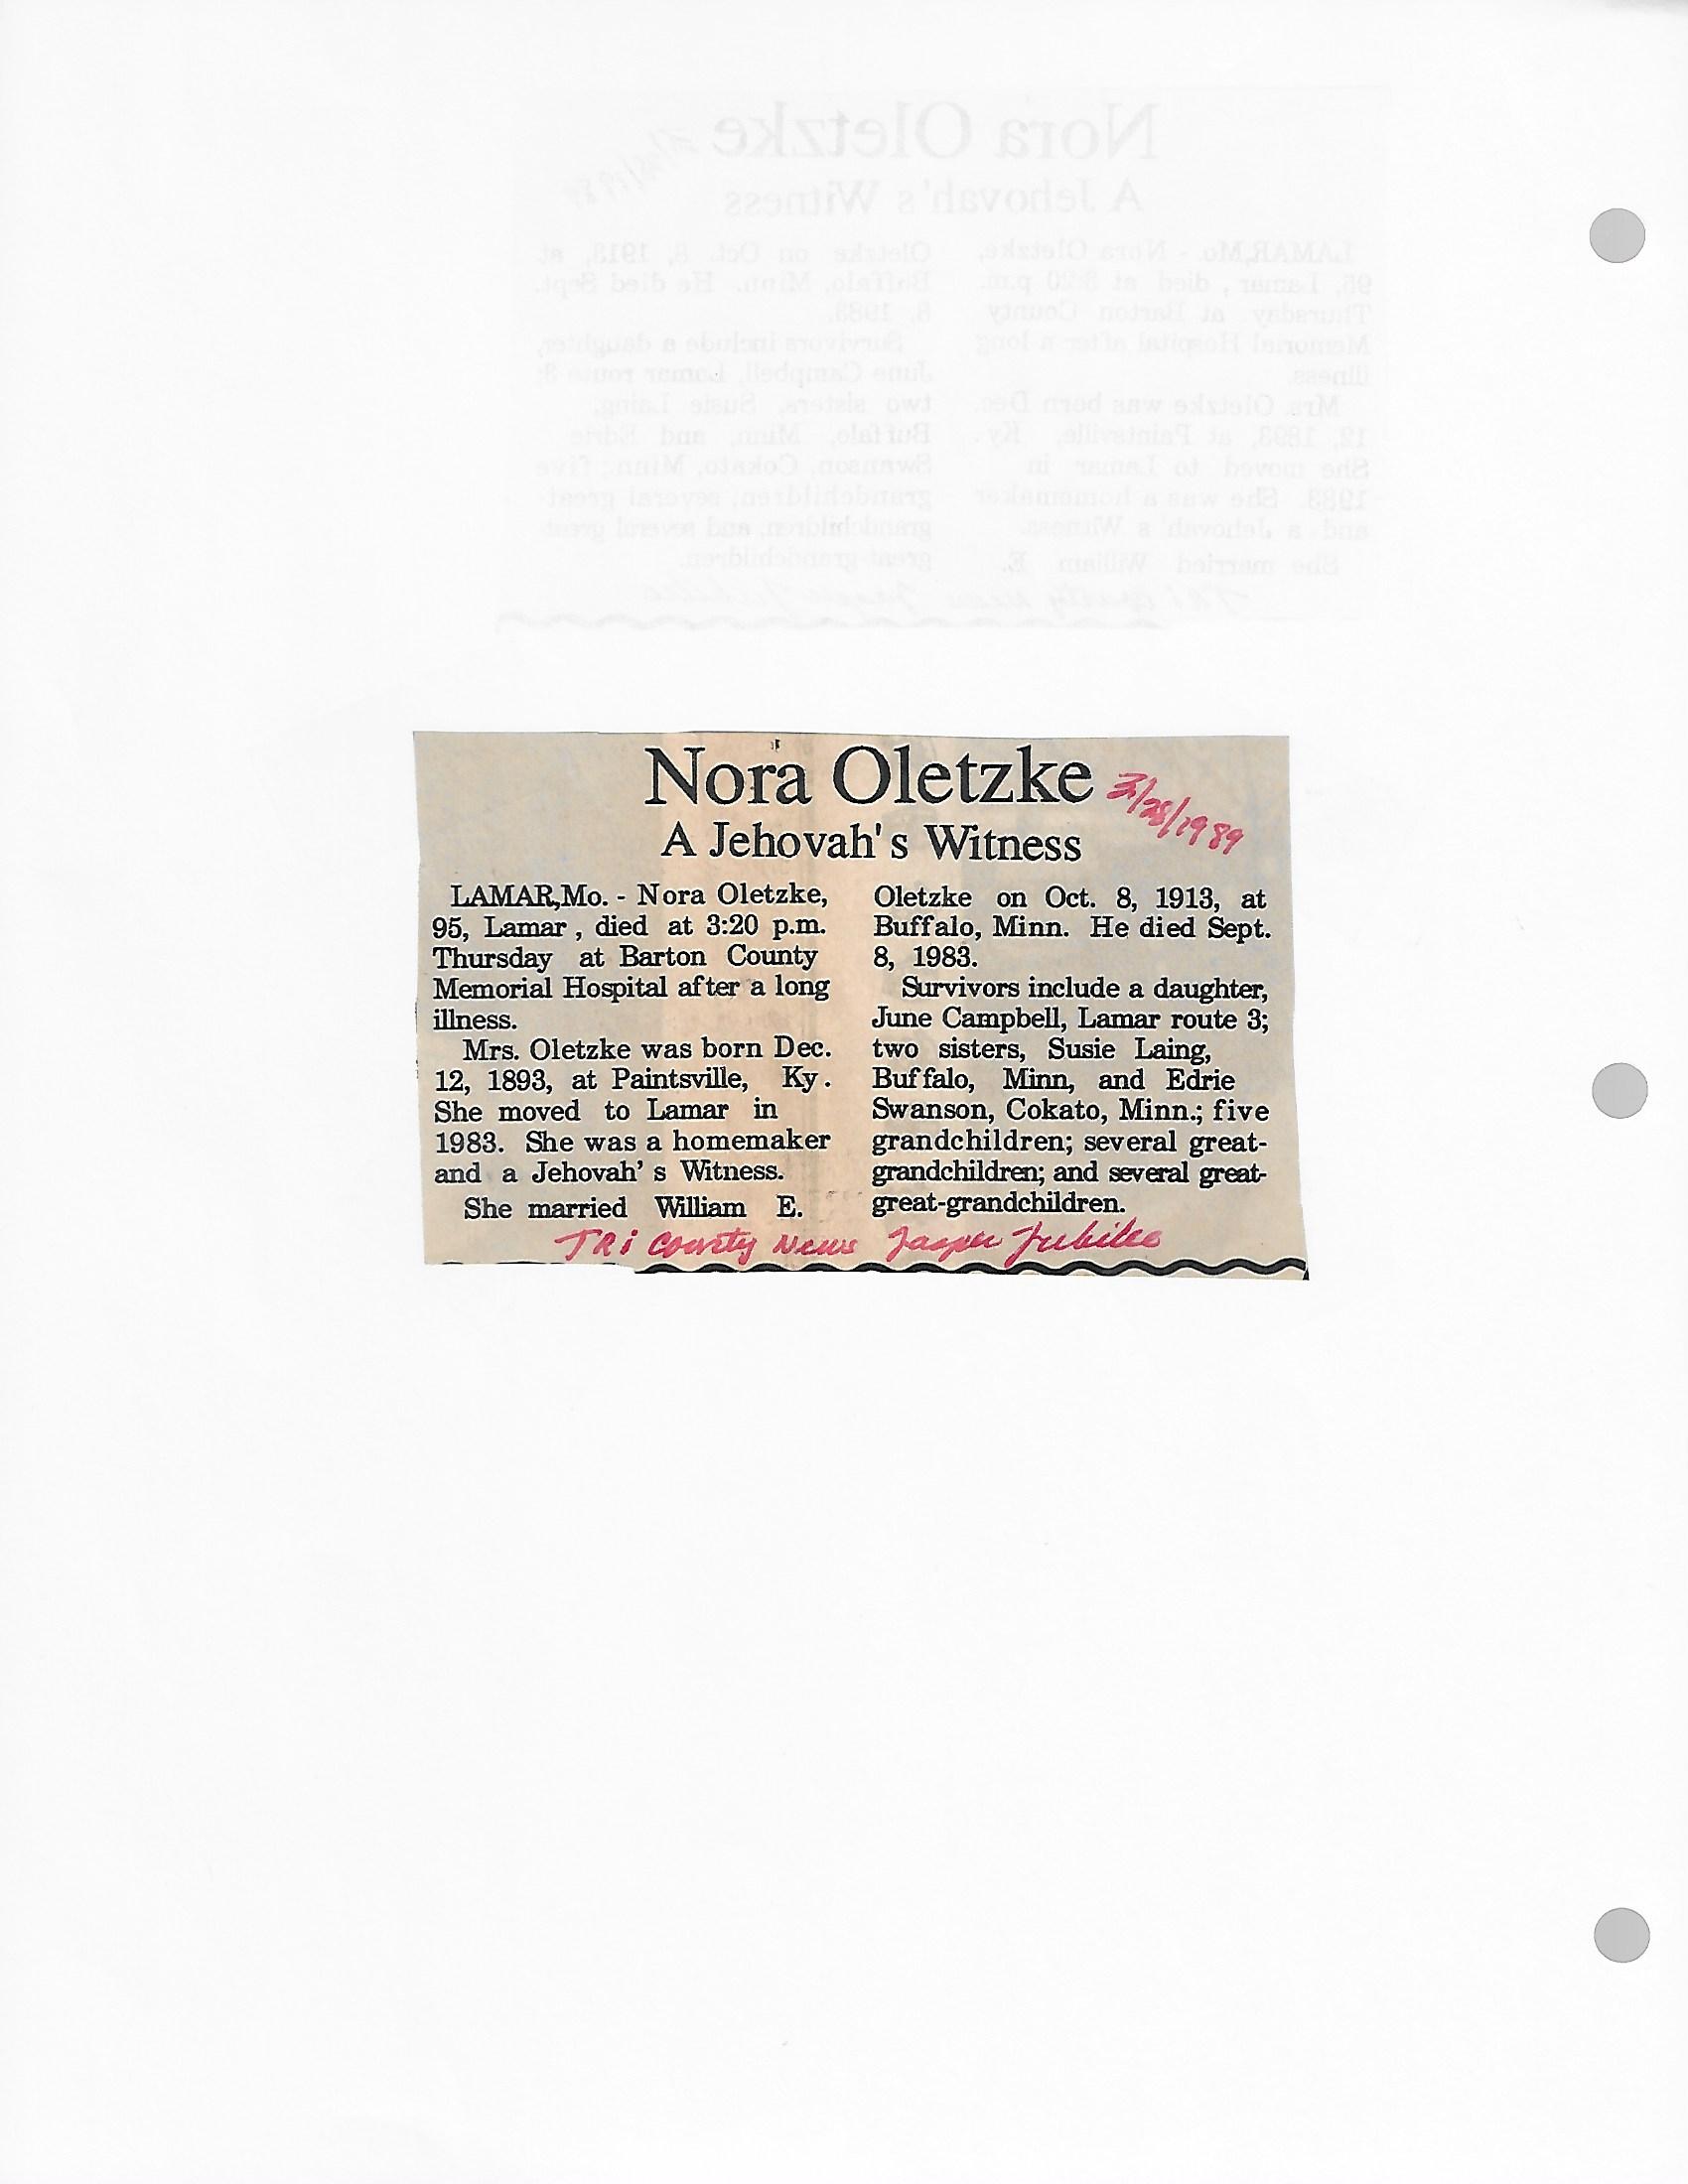 Nora Oletzke
3/28/1989
A Jehovah's Witness
LAMAR,Mo. - Nora Oletzke,
95, Lamar , died at 3:20 p.m.
Thursday at Barton County
Memorial Hospital after a long
illness.
Mrs. Oletzke was born Dec.
12, 1893, at Paintsville, Ky.
She moved to Lamar in
1983. She was a homemaker
and a Jehovah's Witness.
She married William E.
Oletzke on Oct. 8, 1913, at
Buffalo, Minn. He died Sept.
8, 1983.
Survivors include a daughter,
June Campbell, Lamar route 3;
two sisters, Susie Laing,
Buffalo, Minn, and Edrie
Swanson, Cokato, Minn.; five
grandchildren; several great-
grandchildren; and several great-
great-grandchildren.
TRi County News Jasper Jubilee